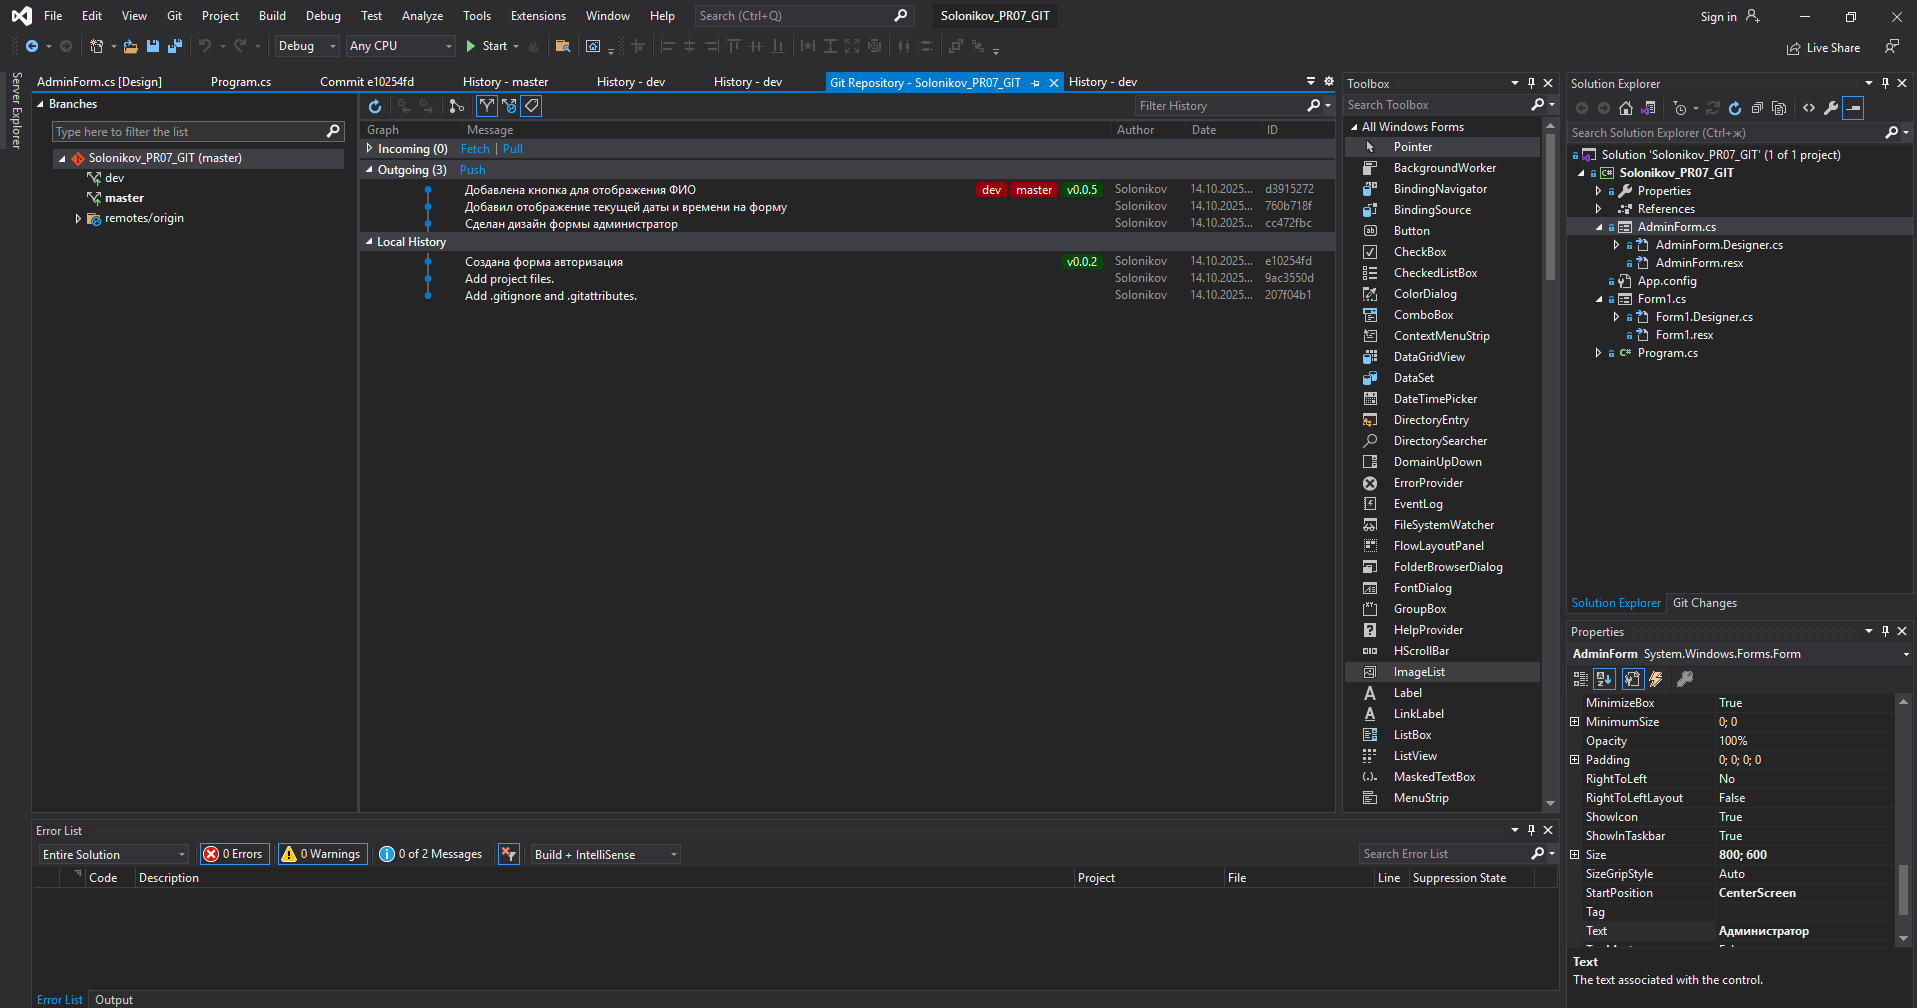 File Edit View Git Project Build Debug Test Analyze Tools Extensions Window Help Search (Ctrl+Q) Solonikov_PR07_GIT Sign in
Debug Any CPU Start Live Share
Server Explorer
AdminForm.cs [Design] Program.cs Commit e10254fd History - master History - dev History - dev Git Repository - Solonikov_PR07_GIT History - dev
Branches
Type here to filter the list
Solonikov_PR07_GIT (master)
dev
master
remotes/origin
Filter History
Graph Message Author Date ID
Incoming (0) Fetch | Pull
Outgoing (3) Push
Добавлена кнопка для отображения ФИО dev master v0.0.5 Solonikov 14.10.2025... d3915272
Добавил отображение текущей даты и времени на форму Solonikov 14.10.2025... 760b718f
Сделан дизайн формы администратор Solonikov 14.10.2025... cc472fbc
Local History
Создана форма авторизация v0.0.2 Solonikov 14.10.2025... e10254fd
Add project files. Solonikov 14.10.2025... 9ac3550d
Add .gitignore and .gitattributes. Solonikov 14.10.2025... 207f04b1
Toolbox
Search Toolbox
All Windows Forms
Pointer
BackgroundWorker
BindingNavigator
BindingSource
Button
CheckBox
CheckedListBox
ColorDialog
ComboBox
ContextMenuStrip
DataGridView
DataSet
DateTimePicker
DirectoryEntry
DirectorySearcher
DomainUpDown
ErrorProvider
EventLog
FileSystemWatcher
FlowLayoutPanel
FolderBrowserDialog
FontDialog
GroupBox
HelpProvider
HScrollBar
ImageList
Label
LinkLabel
ListBox
ListView
MaskedTextBox
MenuStrip
Solution Explorer
Search Solution Explorer (Ctrl+ж)
Solution 'Solonikov_PR07_GIT' (1 of 1 project)
Solonikov_PR07_GIT
Properties
References
AdminForm.cs
AdminForm.Designer.cs
AdminForm.resx
App.config
Form1.cs
Form1.Designer.cs
Form1.resx
Program.cs
Solution Explorer Git Changes
Properties
AdminForm System.Windows.Forms.Form
MinimizeBox True
MinimumSize 0; 0
Opacity 100%
Padding 0; 0; 0; 0
RightToLeft No
RightToLeftLayout False
ShowIcon True
ShowInTaskbar True
Size 800; 600
SizeGripStyle Auto
StartPosition CenterScreen
Tag
Text Администратор
Text
The text associated with the control.
Error List
Entire Solution 0 Errors 0 Warnings 0 of 2 Messages Build + IntelliSense Search Error List
Code Description Project File Line Suppression State
Error List Output